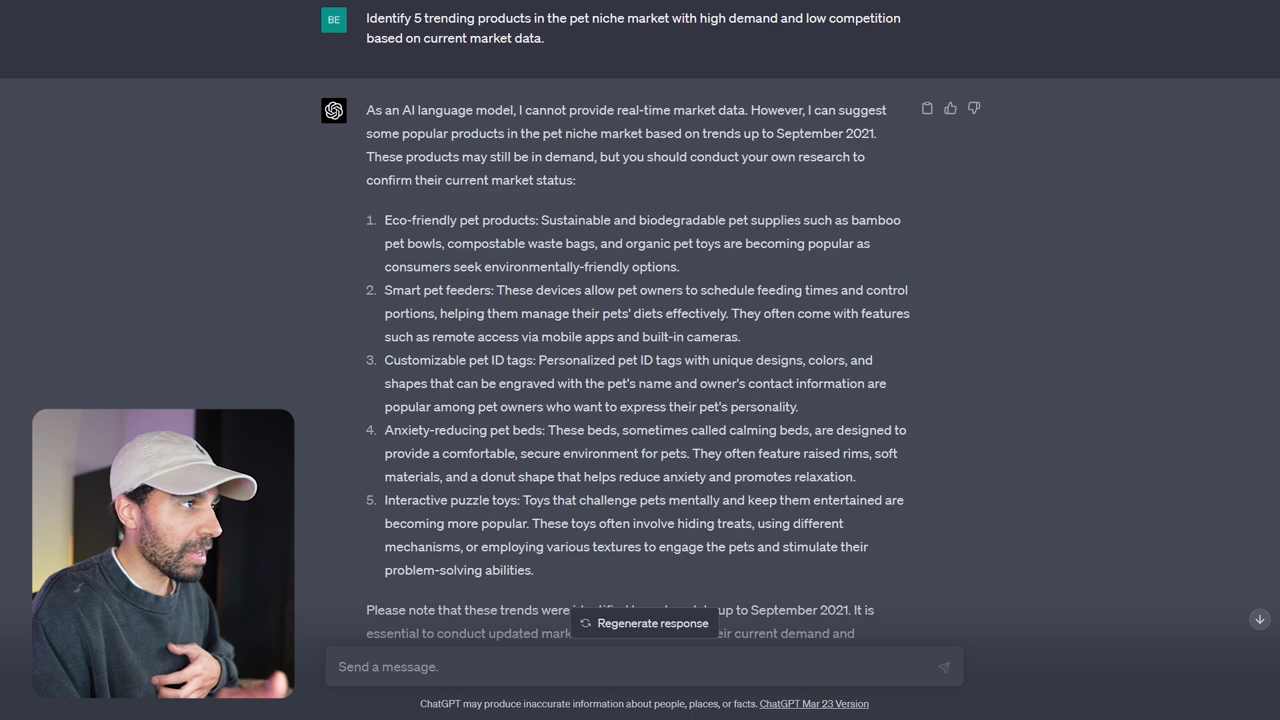 BE
Identify 5 trending products in the pet niche market with high demand and low competition
based on current market data.
As an AI language model, I cannot provide real-time market data. However, I can suggest
some popular products in the pet niche market based on trends up to September 2021.
These products may still be in demand, but you should conduct your own research to
confirm their current market status:
1. Eco-friendly pet products: Sustainable and biodegradable pet supplies such as bamboo
pet bowls, compostable waste bags, and organic pet toys are becoming popular as
consumers seek environmentally-friendly options.
2. Smart pet feeders: These devices allow pet owners to schedule feeding times and control
portions, helping them manage their pets' diets effectively. They often come with features
such as remote access via mobile apps and built-in cameras.
3. Customizable pet ID tags: Personalized pet ID tags with unique designs, colors, and
shapes that can be engraved with the pet's name and owner's contact information are
popular among pet owners who want to express their pet's personality.
4. Anxiety-reducing pet beds: These beds, sometimes called calming beds, are designed to
provide a comfortable, secure environment for pets. They often feature raised rims, soft
materials, and a donut shape that helps reduce anxiety and promotes relaxation.
5. Interactive puzzle toys: Toys that challenge pets mentally and keep them entertained are
becoming more popular. These toys often involve hiding treats, using different
mechanisms, or employing various textures to engage the pets and stimulate their
problem-solving abilities.
Please note that these trends were up to September 2021. It is
essential to conduct updated their current demand and
Regenerate response
Send a message.
ChatGPT may produce inaccurate information about people, places, or facts. ChatGPT Mar 23 Version